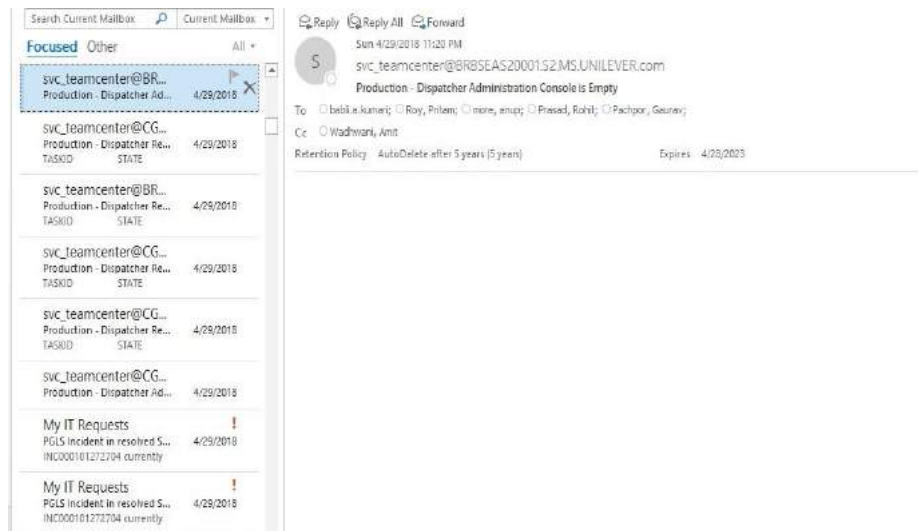 Search Current Mailbox
Current Mailbox
Focused Other
All
svc_teamcenter@BR...
Production - Dispatcher Ad...
4/29/2018
svc_teamcenter@CG...
Production - Dispatcher Re...
4/29/2018
TASKID STATE
svc_teamcenter@BR...
Production - Dispatcher Re...
4/29/2018
TASKID STATE
svc_teamcenter@CG...
Production - Dispatcher Re...
4/29/2018
TASKID STATE
svc_teamcenter@CG...
Production - Dispatcher Re...
4/29/2018
TASKID STATE
svc_teamcenter@CG...
Production - Dispatcher Ad...
4/29/2018
My IT Requests !
PGLS Incident in resolved S...
4/29/2018
INC000101272704 currently
My IT Requests !
PGLS Incident in resolved S...
4/29/2018
INC000101272704 currently
Reply Reply All Forward
Sun 4/29/2018 11:20 PM
S
svc_teamcenter@BRBSEAS20001.S2.MS.UNILEVER.com
Production - Dispatcher Administration Console is Empty
To Roy, Pritam; more, anup; Prasad, Rohit; Pachpor, Gaurav;
Cc Wadhwani, Amit
Retention Policy AutoDelete after 5 years (5 years)
Expires 4/28/2023